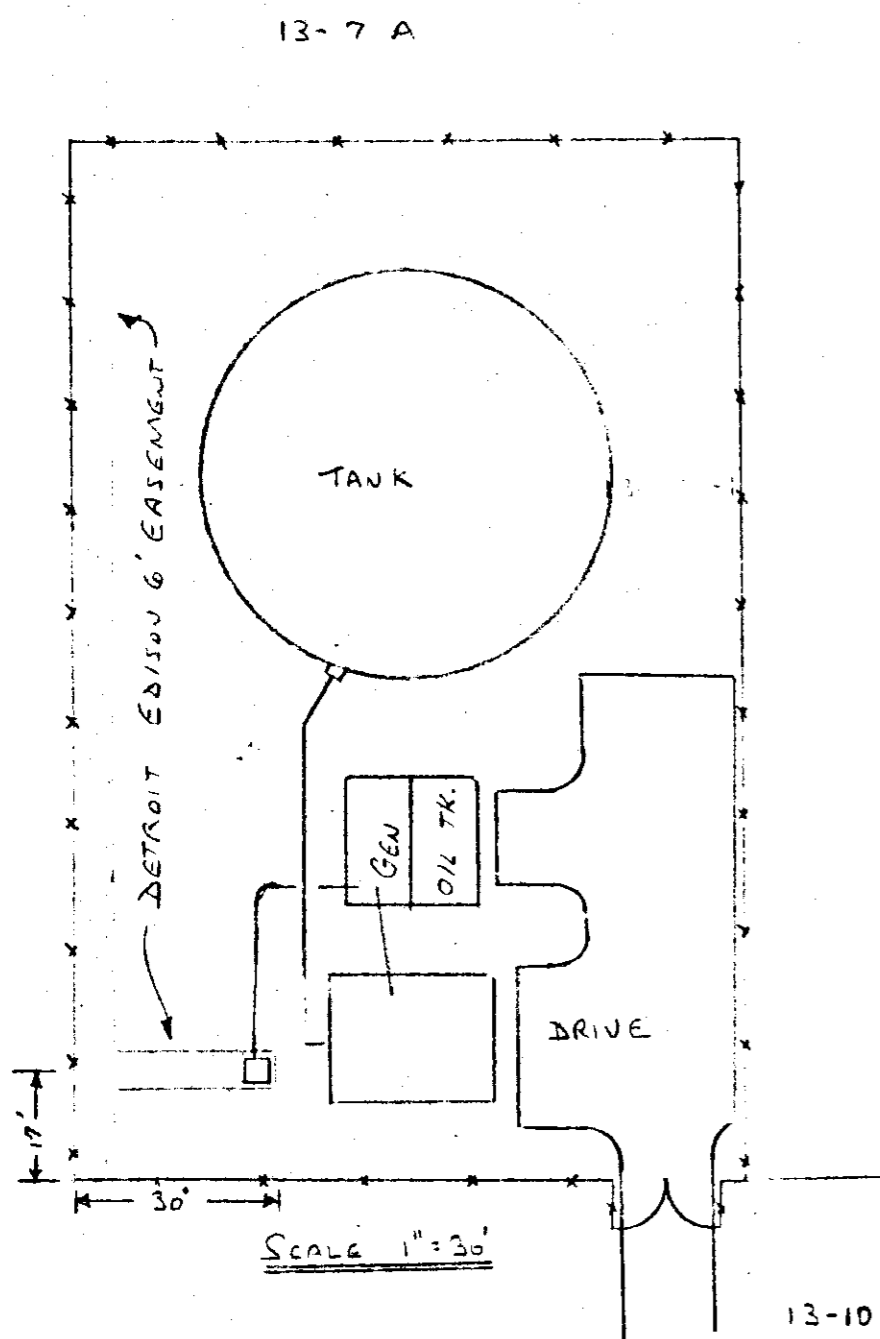 13-7 A
DETROIT EDISON 6' EASEMENT
TANK
GEN
OIL TK.
DRIVE
17'
30'
SCALE 1"=30'
13-10